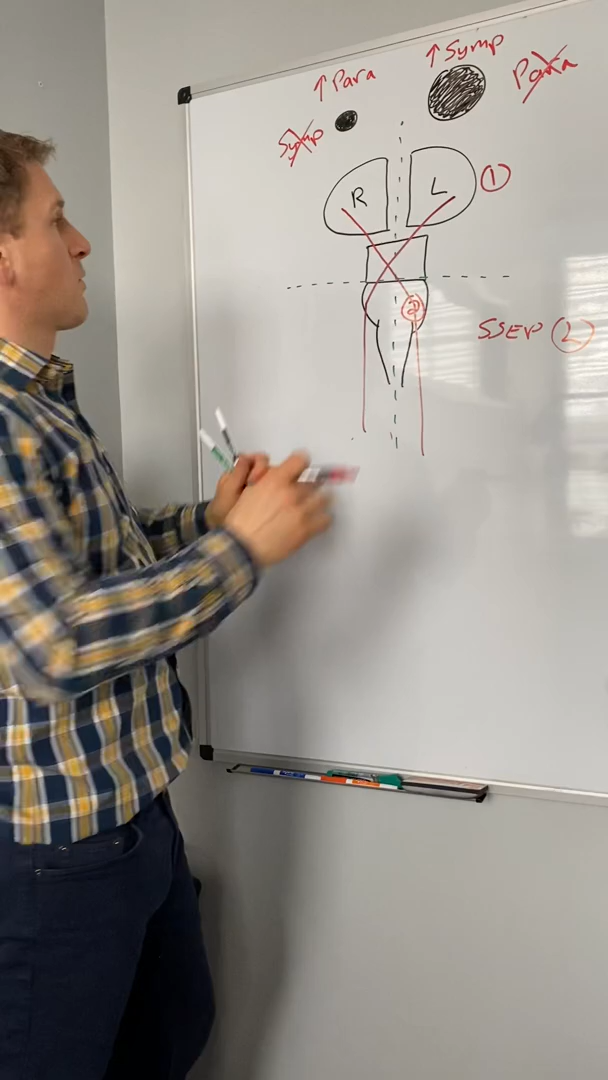 ↑ Para
↑ Symp
Symp
Para
R
L
①
②
SSEP ②